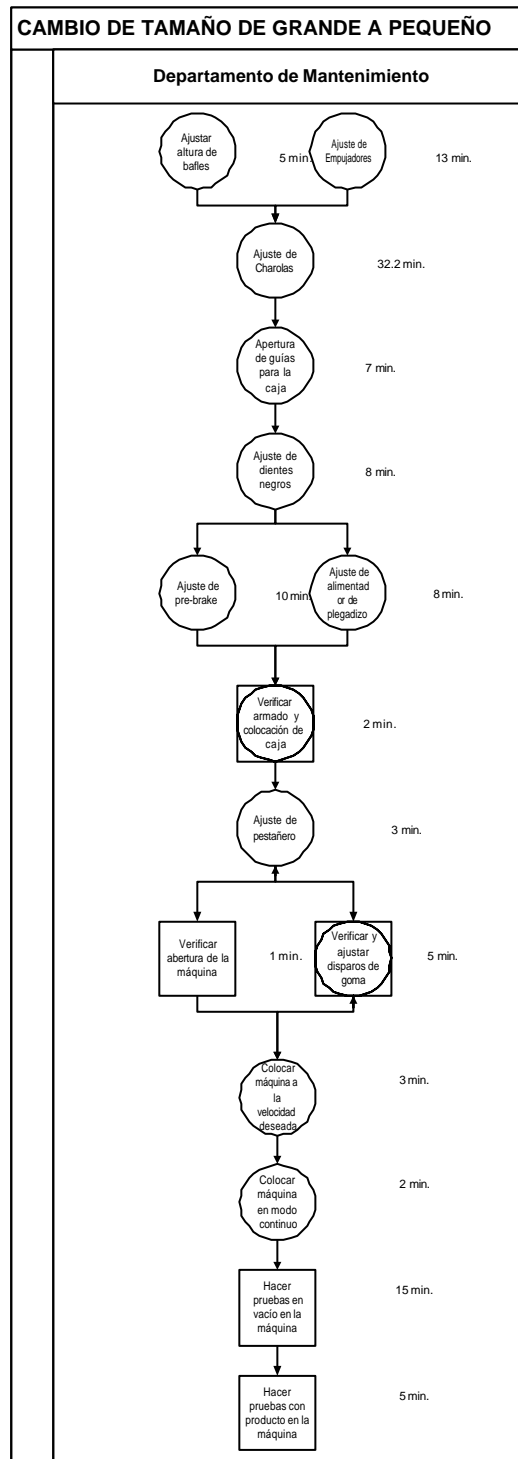 CAMBIO DE TAMAÑO DE GRANDE A PEQUEÑO
Departamento de Mantenimiento
Ajustar
altura de
bafles
5 min.
Ajuste de
Empujadores
13 min.
Ajuste de
Charolas
32.2 min.
Apertura
de guías
para la
caja
7 min.
Ajuste de
dientes
negros
8 min.
Ajuste de
pre-brake
10 min.
Ajuste de
alimentad
or de
plegadizo
8 min.
Verificar
armado y
colocación de
caja
2 min.
Ajuste de
pestañero
3 min.
Verificar
abertura de la
máquina
1 min.
Verificar y
ajustar
disparos de
goma
5 min.
Colocar
máquina a
la
velocidad
deseada
3 min.
Colocar
máquina
en modo
continuo
2 min.
Hacer
pruebas en
vacío en la
máquina
15 min.
Hacer
pruebas con
producto en la
máquina
5 min.